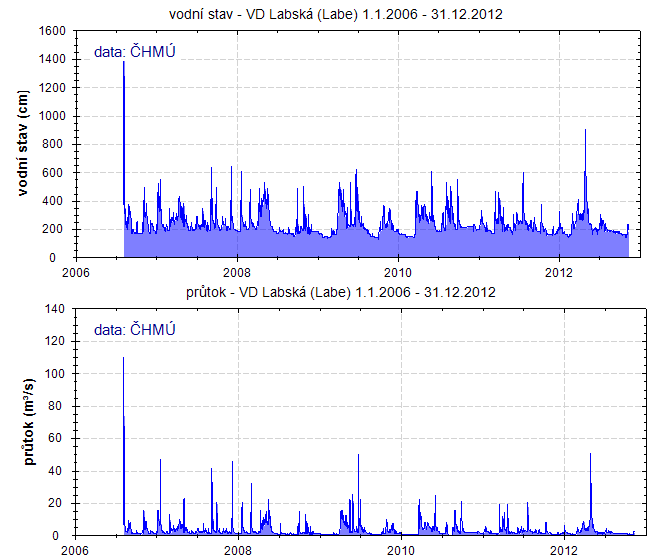 vodní stav - VD Labská (Labe) 1.1.2006 - 31.12.2012
1600
data: ČHMÚ
1400
1200
1000
800
600
400
200
0
vodní stav (cm)
2006 2008 2010 2012
průtok - VD Labská (Labe) 1.1.2006 - 31.12.2012
140
data: ČHMÚ
120
100
80
60
40
20
0
průtok (m³/s)
2006 2008 2010 2012